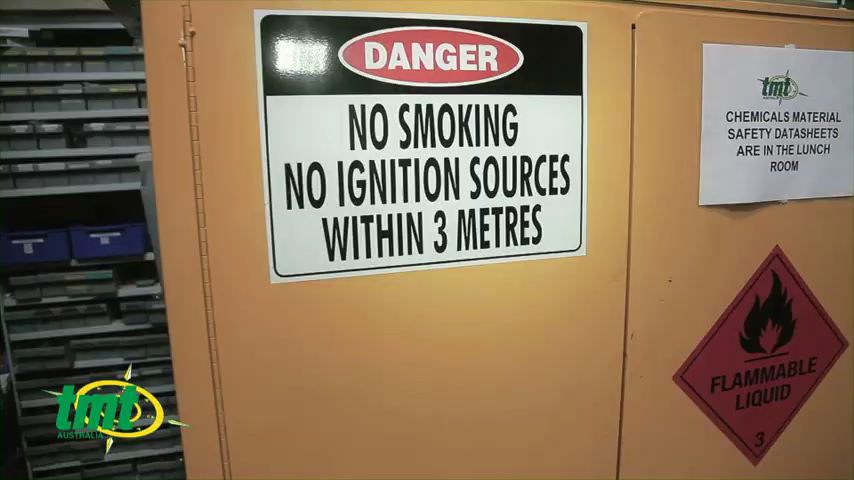 DANGER
NO SMOKING
NO IGNITION SOURCES
WITHIN 3 METRES
tmt
AUSTRALIA
CHEMICALS MATERIAL
SAFETY DATASHEETS
ARE IN THE LUNCH
ROOM
FLAMMABLE
LIQUID
3
tmt
AUSTRALIA